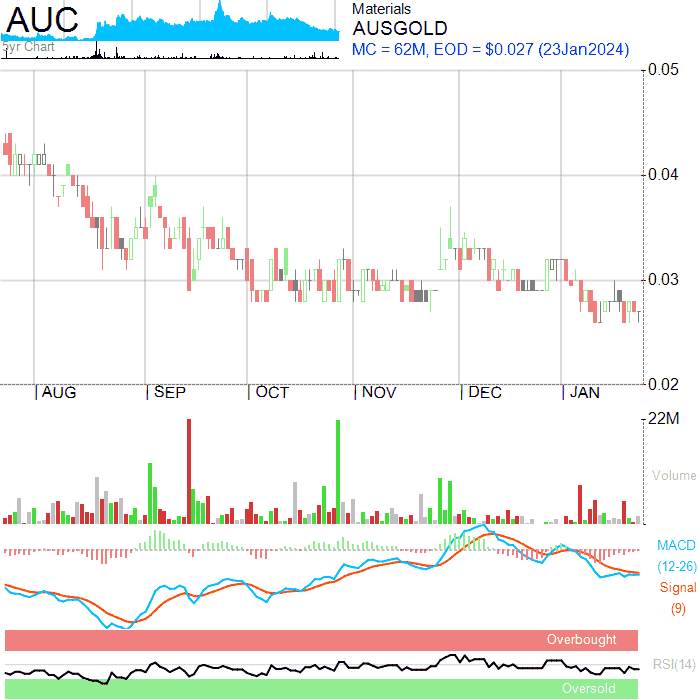 AUC
5yr Chart
Materials
AUSGOLD
MC = 62M, EOD = $0.027 (23Jan2024)
0.05
0.04
0.03
0.02
AUG SEP OCT NOV DEC JAN
22M
Volume
MACD
(12-26)
Signal
(9)
Overbought
RSI(14)
Oversold